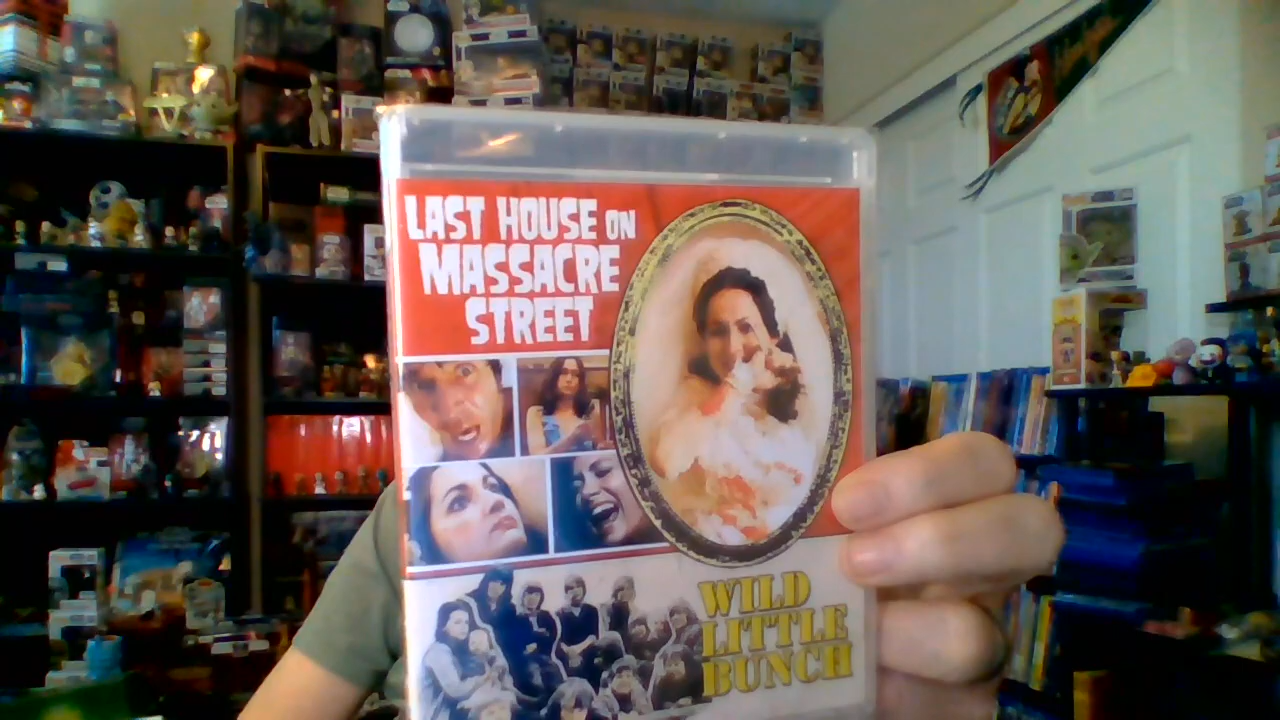 LAST HOUSE ON
MASSACRE
STREET
WILD
LITTLE
BUNCH